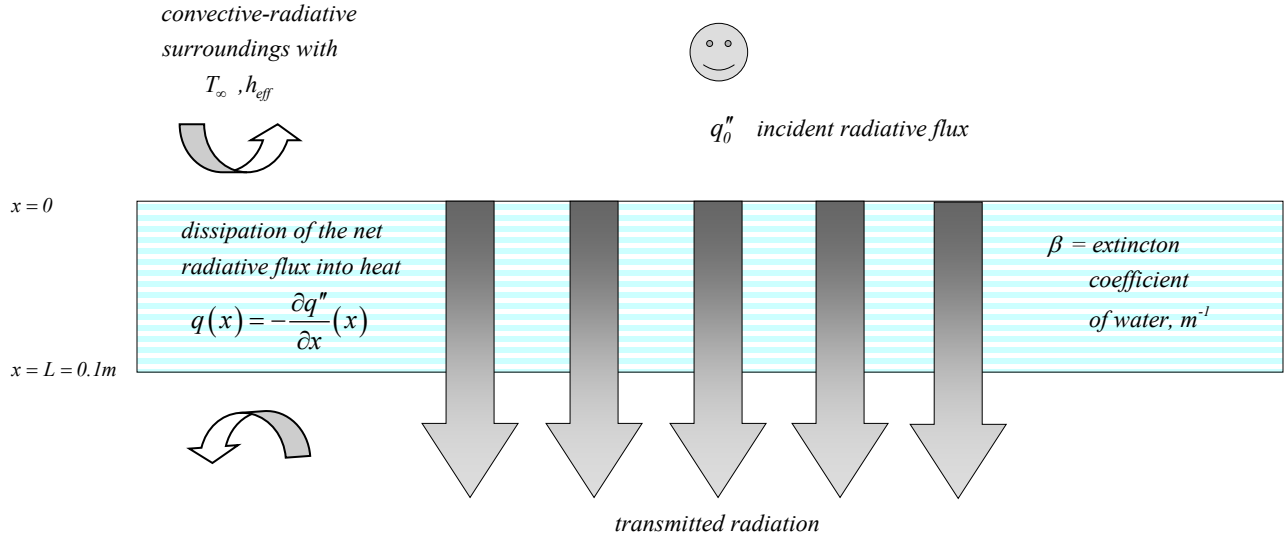 convective-radiative
surroundings with
T∞ , h_eff
q″₀ incident radiative flux
x = 0
dissipation of the net
radiative flux into heat
q(x) = −∂q″/∂x (x)
β = extincton
coefficient
of water, m⁻¹
x = L = 0.1m
transmitted radiation